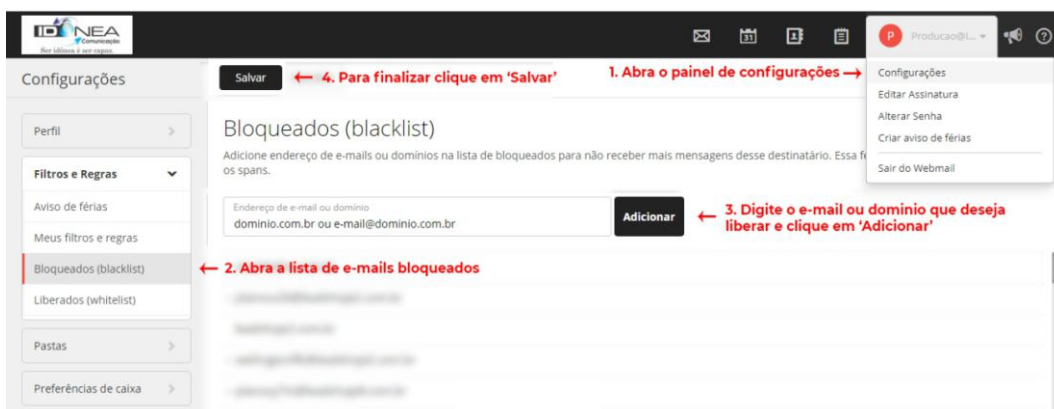 IDÔNEA
Comunicação
Ser idônea é ser capaz.
31
P Producao@i...
Configurações
Salvar
← 4. Para finalizar clique em ‘Salvar’
1. Abra o painel de configurações →
Configurações
Editar Assinatura
Alterar Senha
Criar aviso de férias
Sair do Webmail
Perfil
Filtros e Regras
Aviso de férias
Meus filtros e regras
Bloqueados (blacklist)
Liberados (whitelist)
Pastas
Preferências de caixa
Bloqueados (blacklist)
Adicione endereço de e-mails ou domínios na lista de bloqueados para não receber mais mensagens desse destinatário. Essa fe
os spans.
Endereço de e-mail ou domínio
dominio.com.br ou e-mail@dominio.com.br
Adicionar
← 3. Digite o e-mail ou domínio que deseja
liberar e clique em ‘Adicionar’
← 2. Abra a lista de e-mails bloqueados